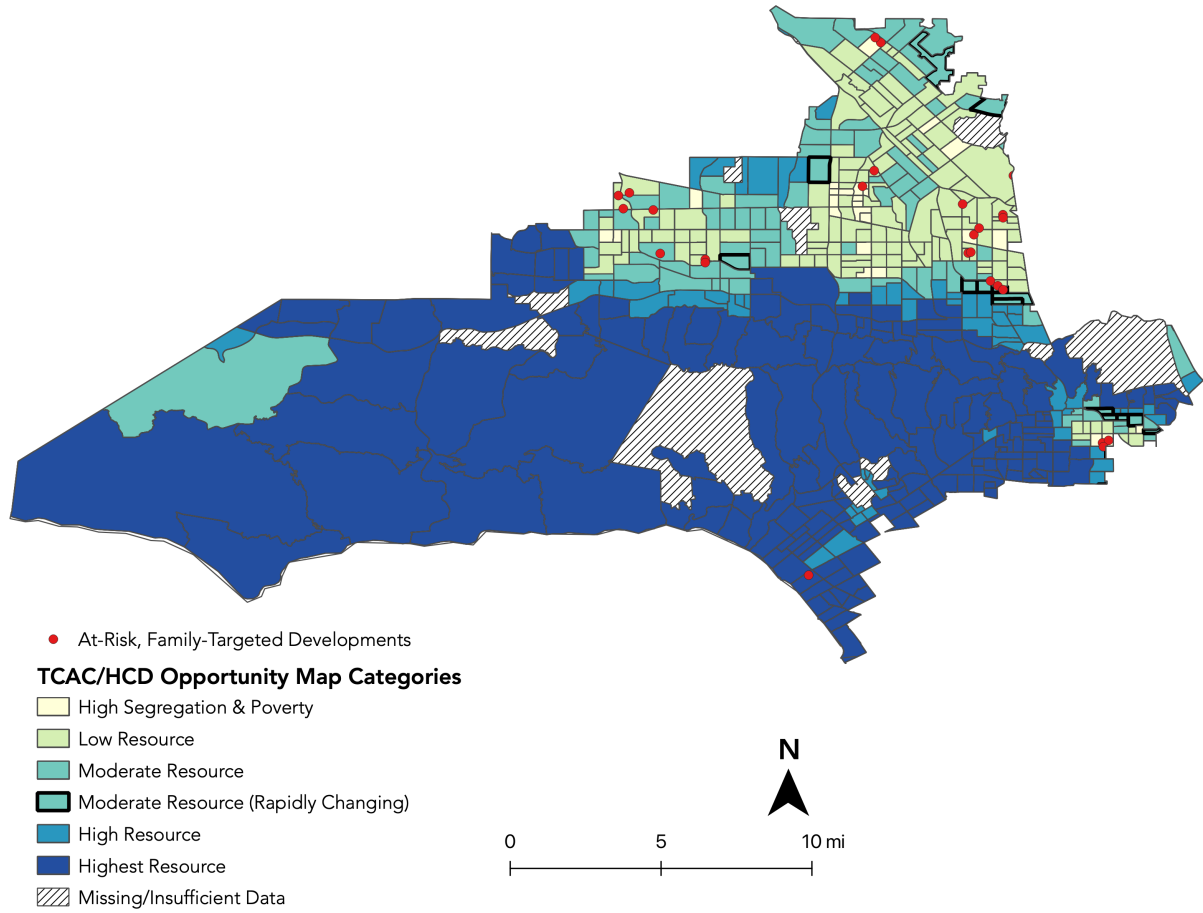 At-Risk, Family-Targeted Developments
TCAC/HCD Opportunity Map Categories
High Segregation & Poverty
Low Resource
Moderate Resource
Moderate Resource (Rapidly Changing)
High Resource
Highest Resource
Missing/Insufficient Data
N
0 5 10 mi